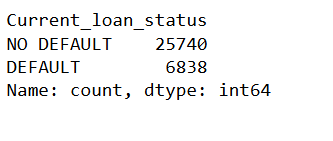 Current_loan_status
NO DEFAULT    25740
DEFAULT        6838
Name: count, dtype: int64